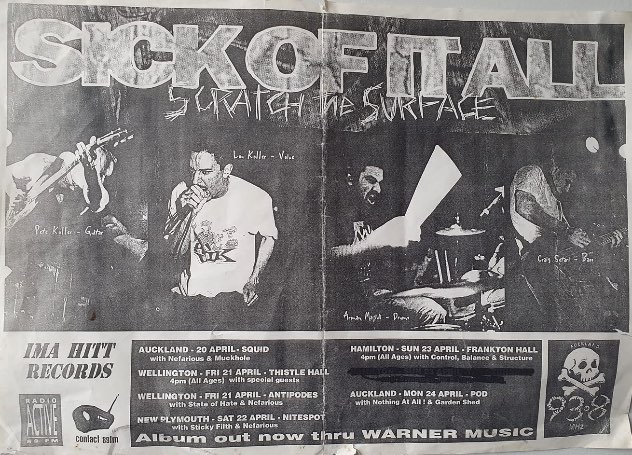 SICK OF IT ALL
SCRATCH the SURFACE
Lou Koller - Voice
Pete Koller - Guitar
Craig Setari - Bass
Armand Majidi - Drums
IMA HITT
RECORDS
RADIO
ACTIVE
89 FM
AUCKLAND - 20 APRIL - SQUID
with Nefarious & Muckhole
WELLINGTON - FRI 21 APRIL - THISTLE HALL
4pm (All Ages) with special guests
WELLINGTON - FRI 21 APRIL - ANTIPODES
with State of Hate & Nefarious
NEW PLYMOUTH - SAT 22 APRIL - NITESPOT
with Sticky Filth & Nefarious
HAMILTON - SUN 23 APRIL - FRANKTON HALL
4pm (All Ages) with Control, Balance & Structure
AUCKLAND - MON 24 APRIL - POD
with Nothing At All ! & Garden Shed
Album out now thru WARNER MUSIC
AUCKLAND
93.8